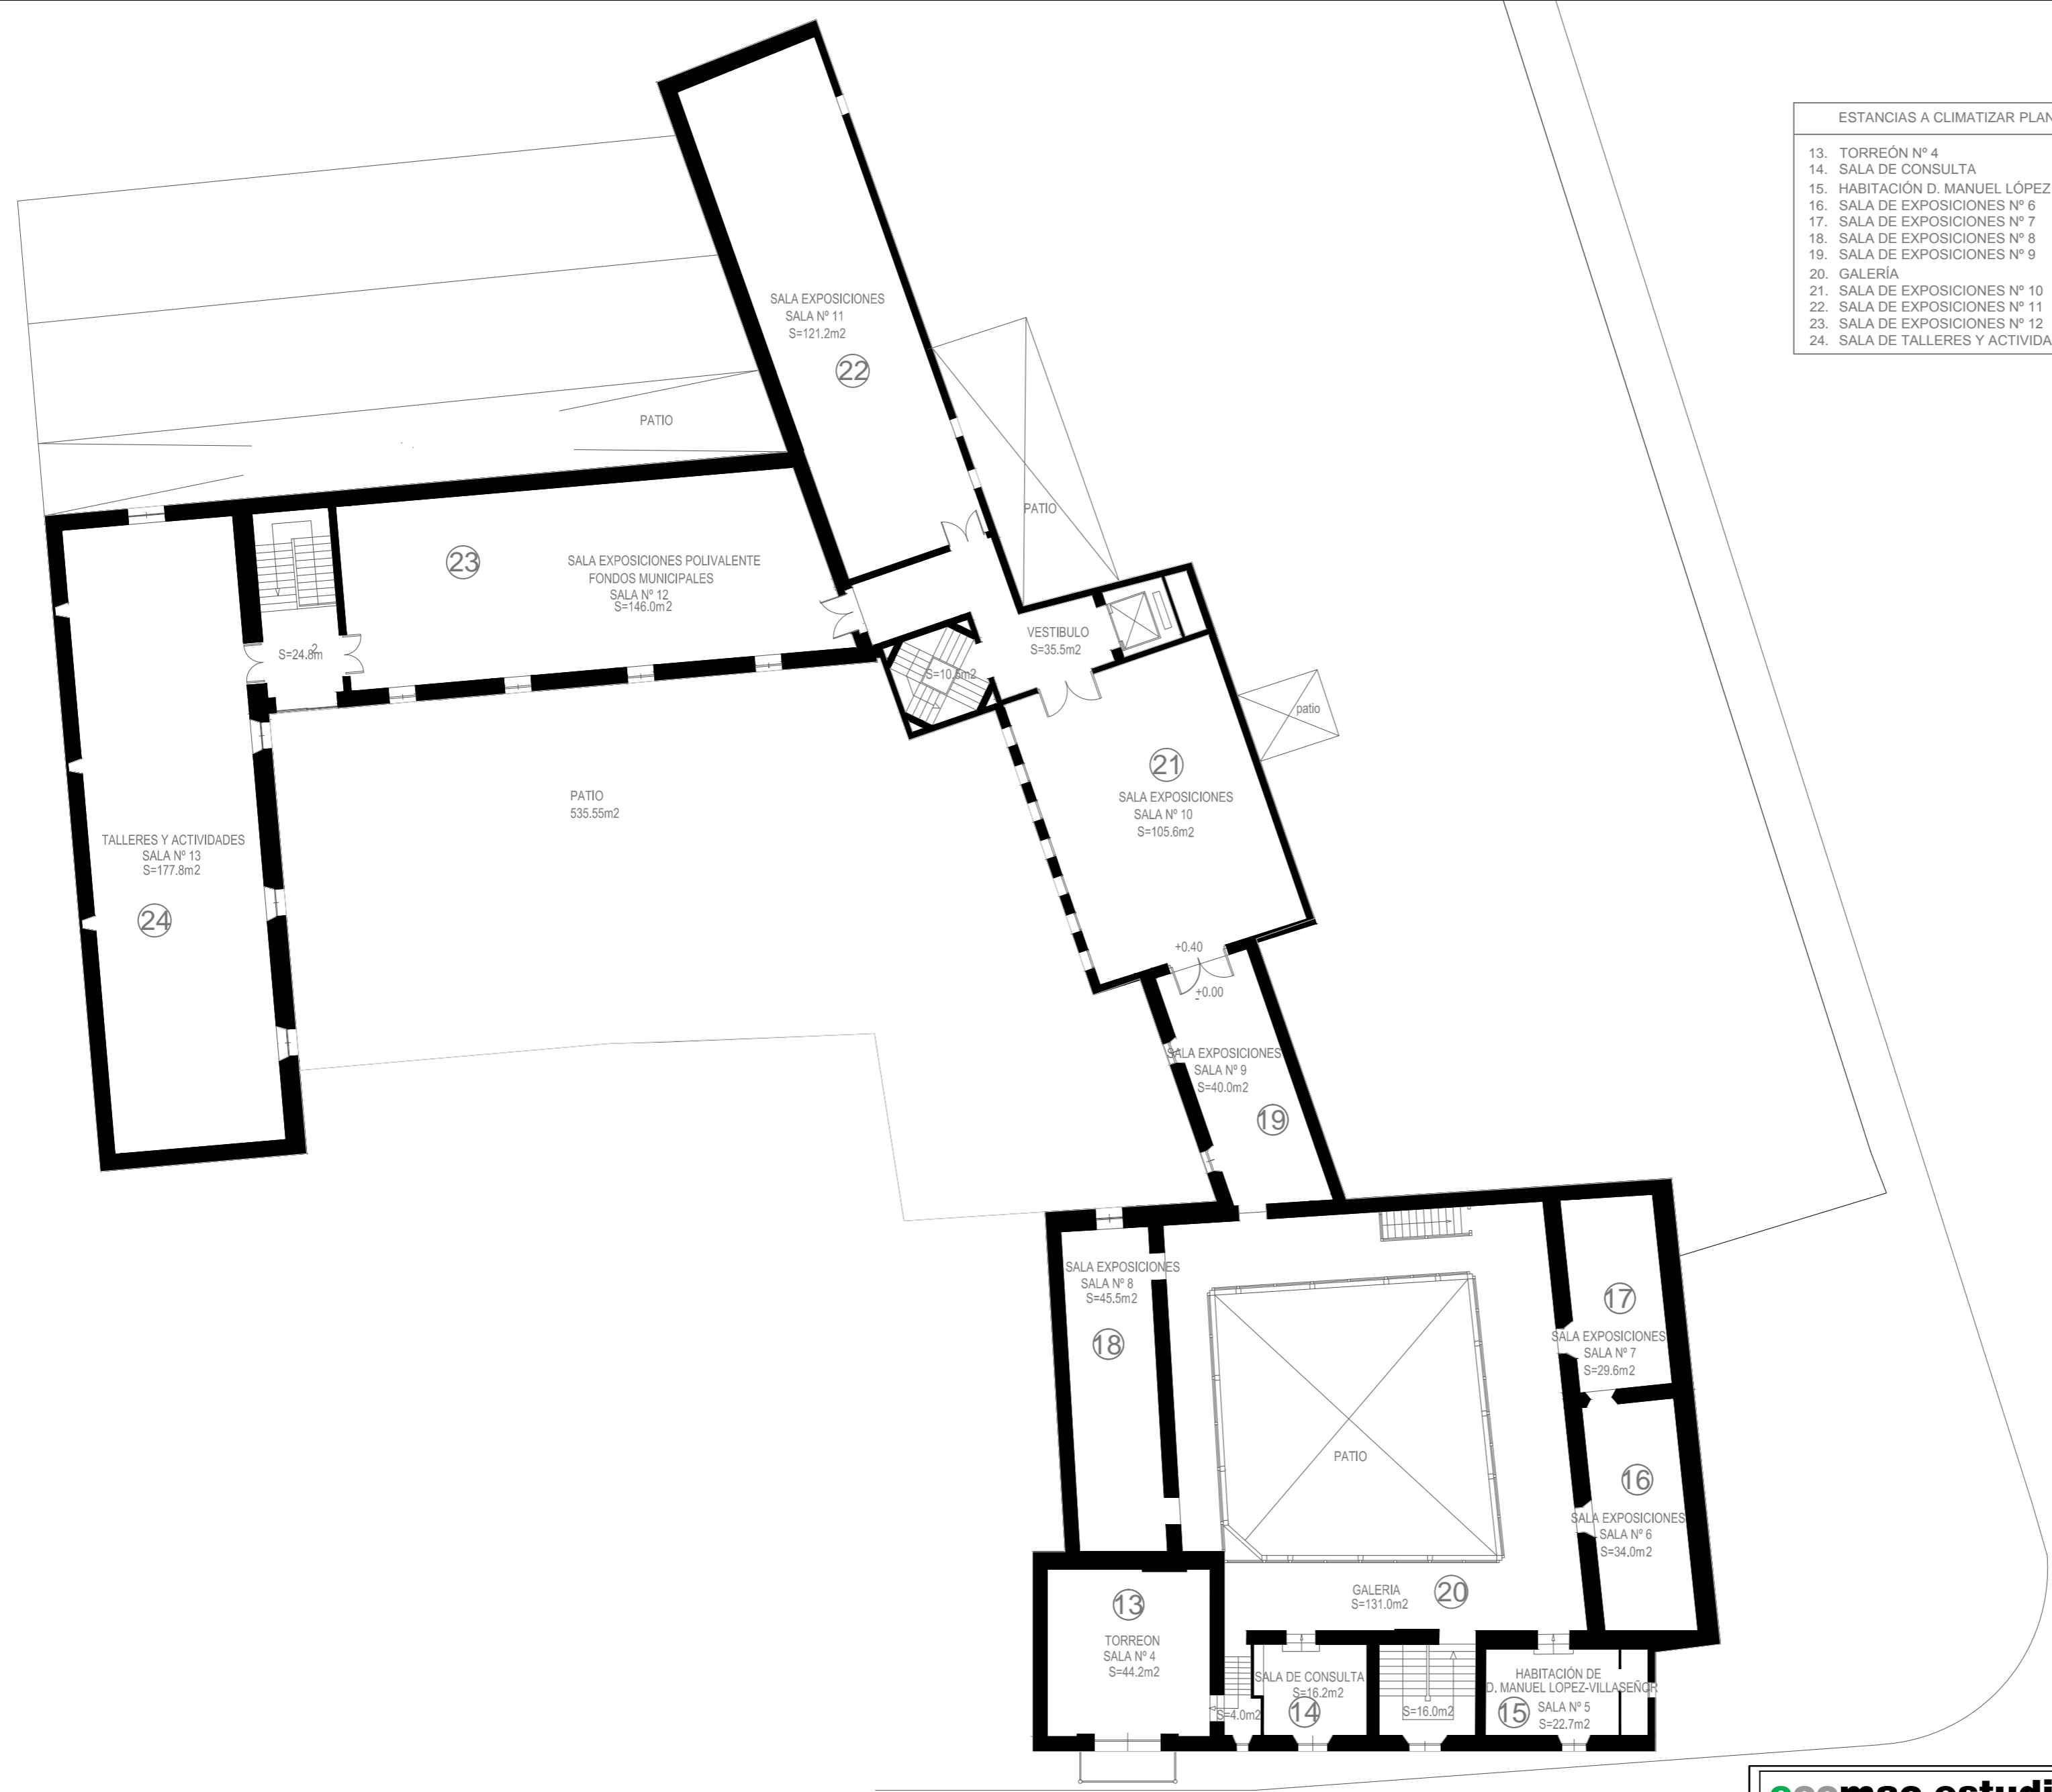 ESTANCIAS A CLIMATIZAR PLAN
13. TORREÓN Nº 4
14. SALA DE CONSULTA
15. HABITACIÓN D. MANUEL LÓPEZ
16. SALA DE EXPOSICIONES Nº 6
17. SALA DE EXPOSICIONES Nº 7
18. SALA DE EXPOSICIONES Nº 8
19. SALA DE EXPOSICIONES Nº 9
20. GALERÍA
21. SALA DE EXPOSICIONES Nº 10
22. SALA DE EXPOSICIONES Nº 11
23. SALA DE EXPOSICIONES Nº 12
24. SALA DE TALLERES Y ACTIVIDA
SALA EXPOSICIONES
SALA Nº 11
S=121.2m2
22
PATIO
PATIO
23
SALA EXPOSICIONES POLIVALENTE
FONDOS MUNICIPALES
SALA Nº 12
S=146.0m2
S=24.8m2
VESTIBULO
S=35.5m2
S=10.5m2
patio
21
SALA EXPOSICIONES
SALA Nº 10
S=105.6m2
PATIO
535.55m2
TALLERES Y ACTIVIDADES
SALA Nº 13
S=177.8m2
24
+0.40
+0.00
SALA EXPOSICIONES
SALA Nº 9
S=40.0m2
19
SALA EXPOSICIONES
SALA Nº 8
S=45.5m2
18
17
SALA EXPOSICIONES
SALA Nº 7
S=29.6m2
PATIO
16
SALA EXPOSICIONES
SALA Nº 6
S=34.0m2
GALERIA
S=131.0m2
20
13
TORREON
SALA Nº 4
S=44.2m2
SALA DE CONSULTA
S=16.2m2
14
S=4.0m2
S=16.0m2
HABITACIÓN DE
D. MANUEL LOPEZ-VILLASEÑOR
15
SALA Nº 5
S=22.7m2